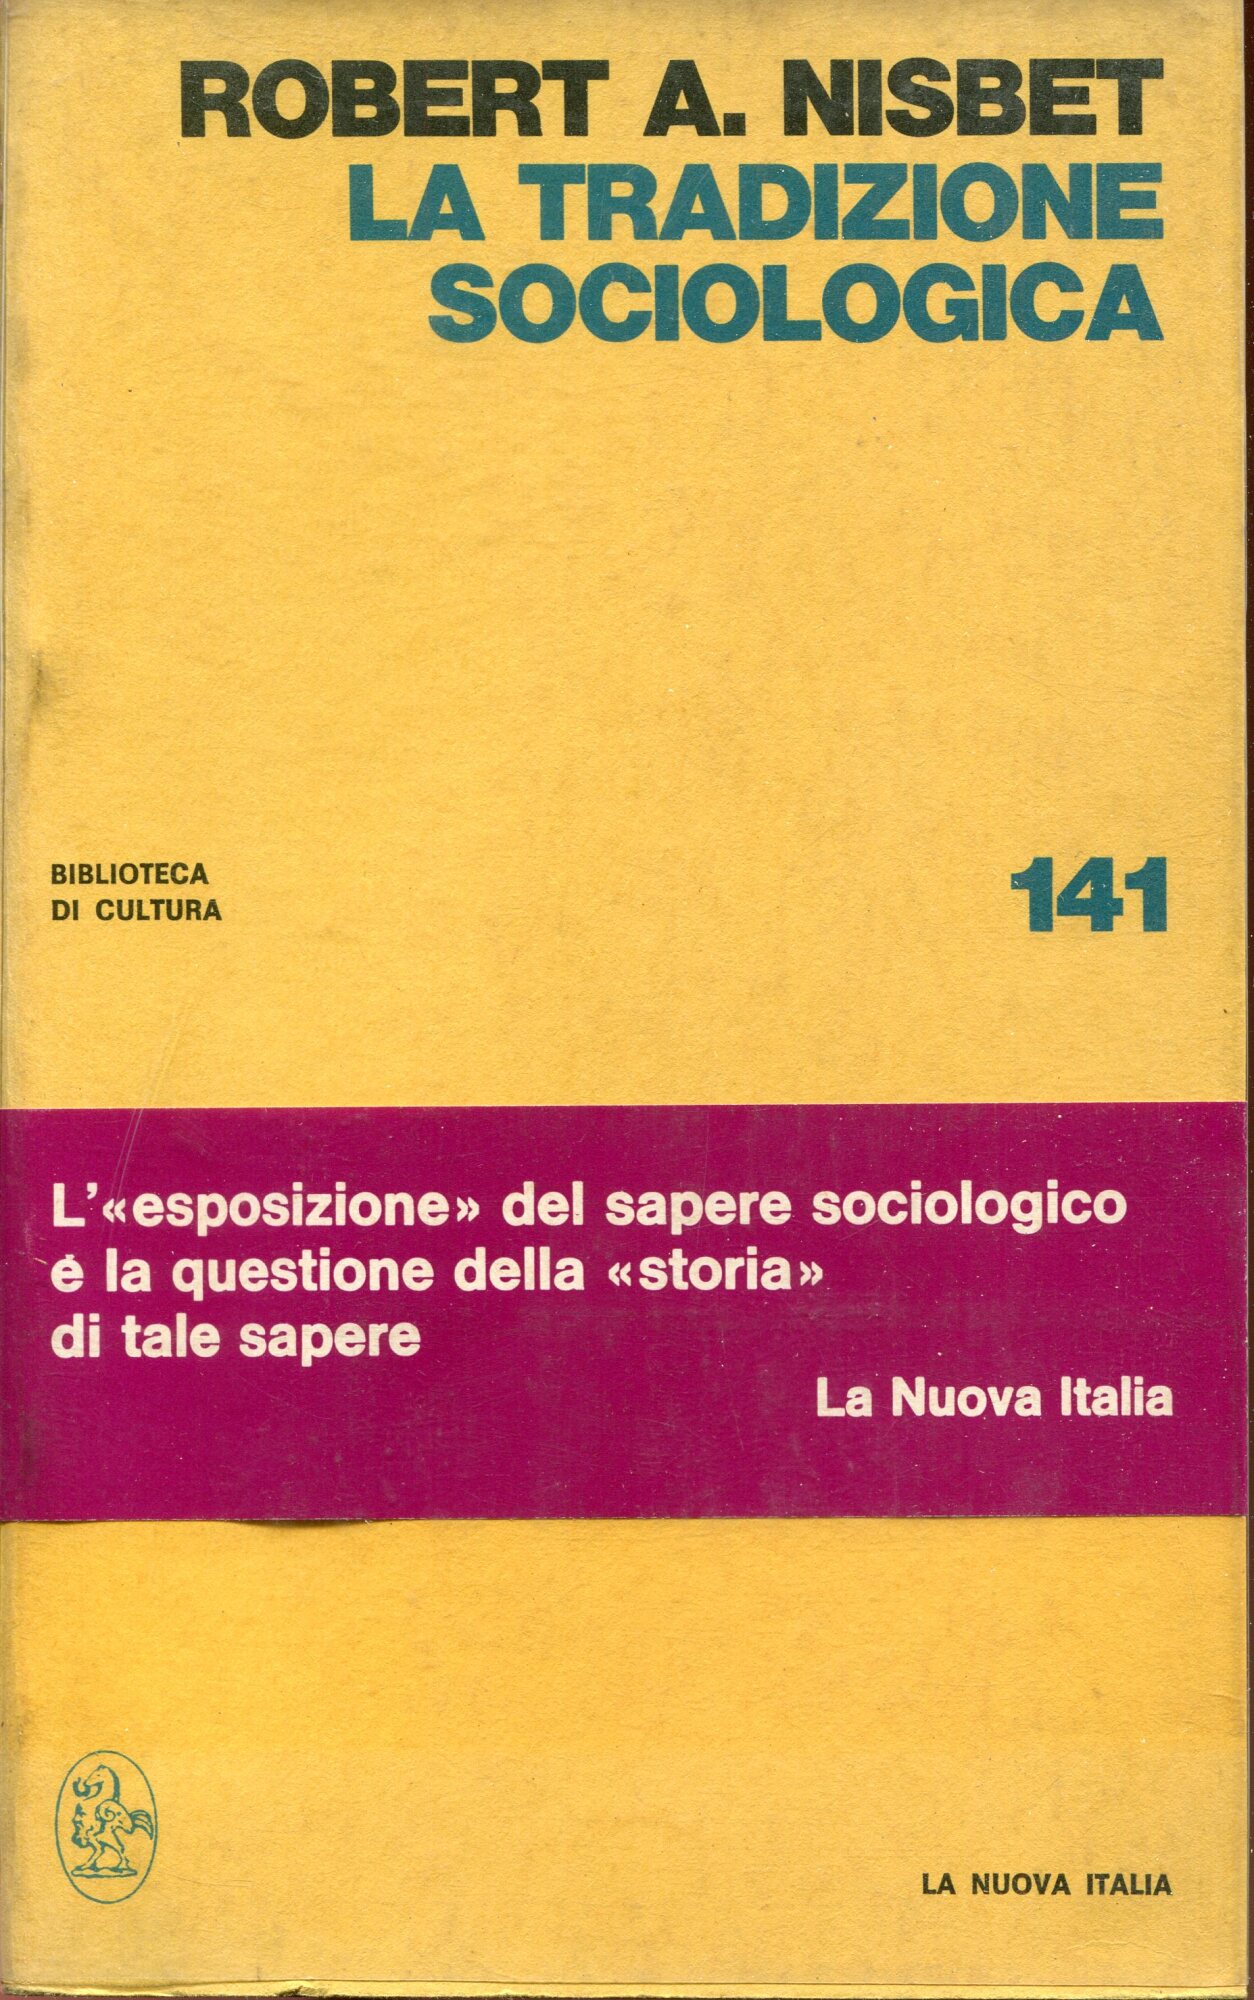 ROBERT A. NISBET
LA TRADIZIONE
SOCIOLOGICA
BIBLIOTECA
DI CULTURA
141
L'«esposizione» del sapere sociologico
e la questione della «storia»
di tale sapere
La Nuova Italia
LA NUOVA ITALIA